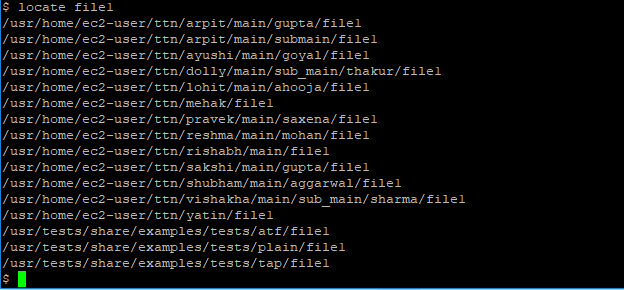 $ locate file1
/usr/home/ec2-user/ttn/arpit/main/gupta/file1
/usr/home/ec2-user/ttn/arpit/main/submain/file1
/usr/home/ec2-user/ttn/ayushi/main/goyal/file1
/usr/home/ec2-user/ttn/dolly/main/sub_main/thakur/file1
/usr/home/ec2-user/ttn/lohit/main/ahooja/file1
/usr/home/ec2-user/ttn/mehak/file1
/usr/home/ec2-user/ttn/pravek/main/saxena/file1
/usr/home/ec2-user/ttn/reshma/main/mohan/file1
/usr/home/ec2-user/ttn/rishabh/main/file1
/usr/home/ec2-user/ttn/sakshi/main/gupta/file1
/usr/home/ec2-user/ttn/shubham/main/aggarwal/file1
/usr/home/ec2-user/ttn/vishakha/main/sub_main/sharma/file1
/usr/home/ec2-user/ttn/yatin/file1
/usr/tests/share/examples/tests/atf/file1
/usr/tests/share/examples/tests/plain/file1
/usr/tests/share/examples/tests/tap/file1
$